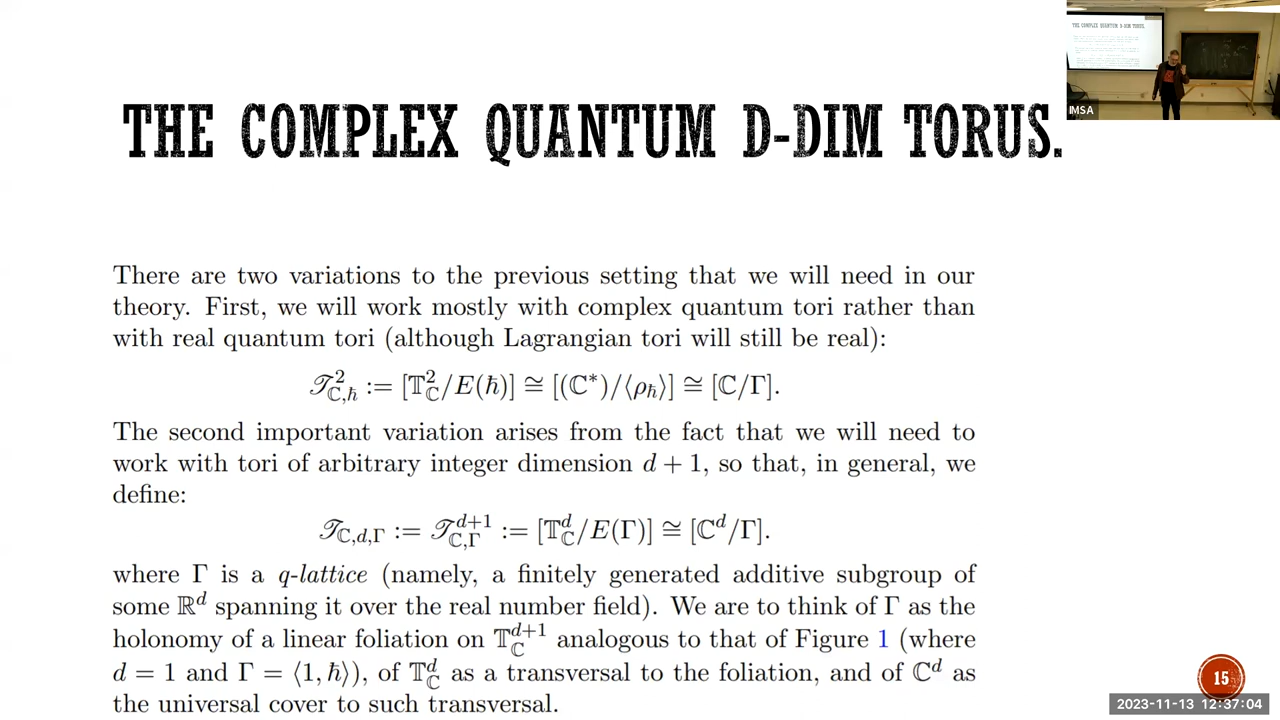 THE COMPLEX QUANTUM D-DIM TORUS.
There are two variations to the previous setting that we will need in our
theory. First, we will work mostly with complex quantum tori rather than
with real quantum tori (although Lagrangian tori will still be real):
𝒯²_{ℂ,ℏ} := [𝕋²_ℂ/E(ℏ)] ≅ [(ℂ*)/⟨ρ_ℏ⟩] ≅ [ℂ/Γ].
The second important variation arises from the fact that we will need to
work with tori of arbitrary integer dimension d + 1, so that, in general, we
define:
𝒯_{ℂ,d,Γ} := 𝒯^{d+1}_{ℂ,Γ} := [𝕋^d_ℂ/E(Γ)] ≅ [ℂ^d/Γ].
where Γ is a q-lattice (namely, a finitely generated additive subgroup of
some ℝ^d spanning it over the real number field). We are to think of Γ as the
holonomy of a linear foliation on 𝕋^{d+1}_ℂ analogous to that of Figure 1 (where
d = 1 and Γ = ⟨1, ℏ⟩), of 𝕋^d_ℂ as a transversal to the foliation, and of ℂ^d as
the universal cover to such transversal.
THE COMPLEX QUANTUM D-DIM TORUS.
IMSA
15
2023-11-13 12:37:04